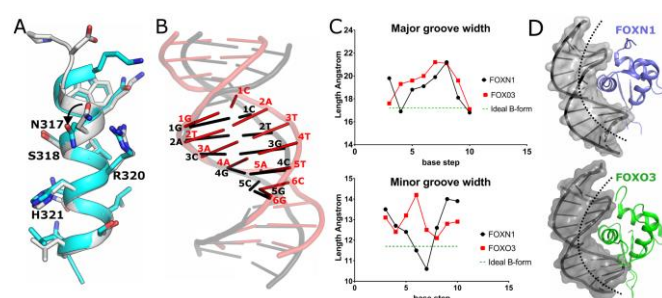 A
N317
S318
R320
H321
B
1C
2A
1G 1C 3T
1G
2T 2T 4T
2A
3A 3G
3C
4A 5A 4C 5T
4G
5C 6C
5G
6G
C
Major groove width
Length Angstrom
24
22
20
18
16
0 5 10 15
base step
FOXN1
FOXO3
Ideal B-form
Minor groove width
Length Angstrom
15
14
13
12
11
10
0 5 10 15
base step
FOXN1
FOXO3
Ideal B-form
D
FOXN1
FOXO3